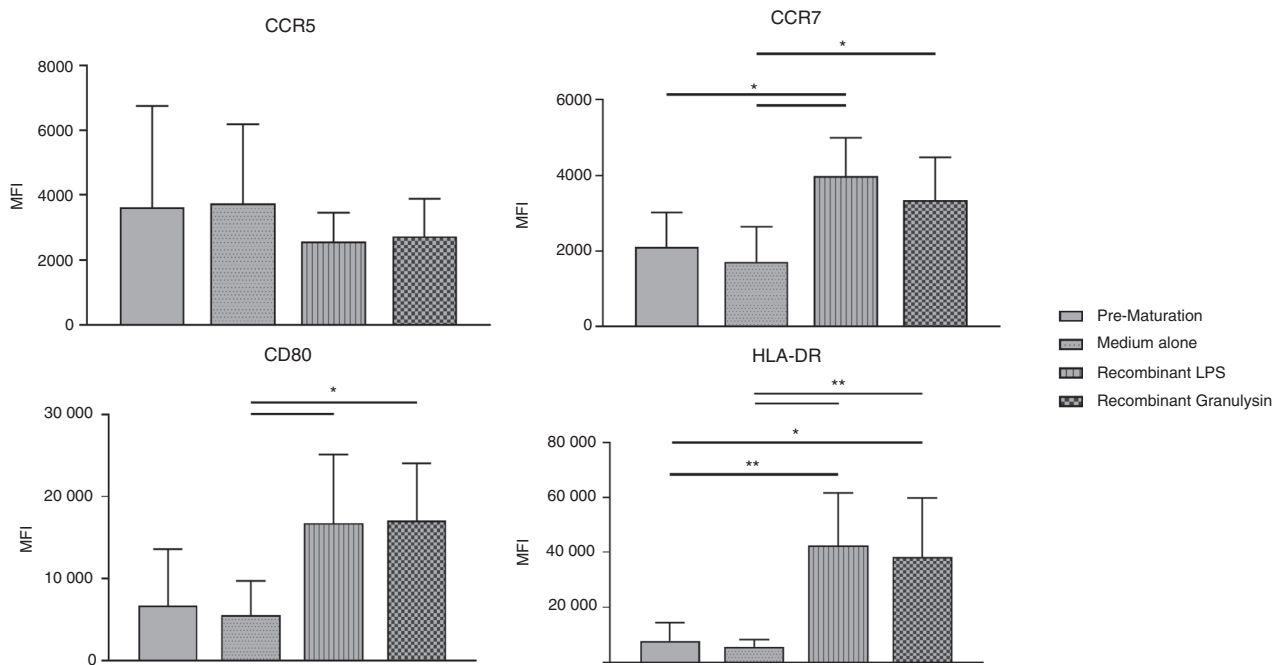 CCR5
8000
6000
4000
2000
0
MFI
CCR7
*
*
6000
4000
2000
0
MFI
CD80
*
30 000
20 000
10 000
0
MFI
HLA-DR
**
*
**
80 000
60 000
40 000
20 000
MFI
Pre-Maturation
Medium alone
Recombinant LPS
Recombinant Granulysin